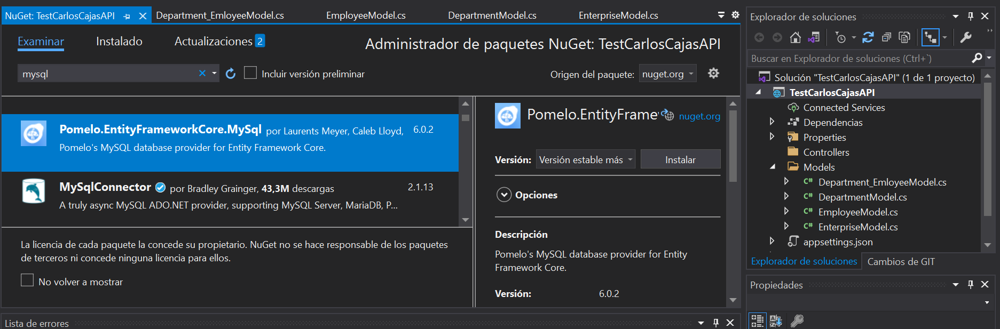 NuGet: TestCarlosCajasAPI
Department_EmloyeeModel.cs
EmployeeModel.cs
DepartmentModel.cs
EnterpriseModel.cs
Examinar
Instalado
Actualizaciones 2
Administrador de paquetes NuGet: TestCarlosCajasAPI
mysql
Incluir versión preliminar
Origen del paquete: nuget.org
Pomelo.EntityFrameworkCore.MySql por Laurents Meyer, Caleb Lloyd, 6.0.2
Pomelo's MySQL database provider for Entity Framework Core.
MySqlConnector por Bradley Grainger, 43,3M descargas 2.1.13
A truly async MySQL ADO.NET provider, supporting MySQL Server, MariaDB, P...
La licencia de cada paquete la concede su propietario. NuGet no se hace responsable de los paquetes
de terceros ni concede ninguna licencia para ellos.
No volver a mostrar
Pomelo.EntityFrame nuget.org
Versión: Versión estable más Instalar
Opciones
Descripción
Pomelo's MySQL database provider for Entity
Framework Core.
Versión: 6.0.2
Lista de errores
Explorador de soluciones
Buscar en Explorador de soluciones (Ctrl+`)
Solución "TestCarlosCajasAPI" (1 de 1 proyecto)
TestCarlosCajasAPI
Connected Services
Dependencias
Properties
Controllers
Models
C# Department_EmloyeeModel.cs
C# DepartmentModel.cs
C# EmployeeModel.cs
C# EnterpriseModel.cs
appsettings.json
Explorador de soluciones
Cambios de GIT
Propiedades